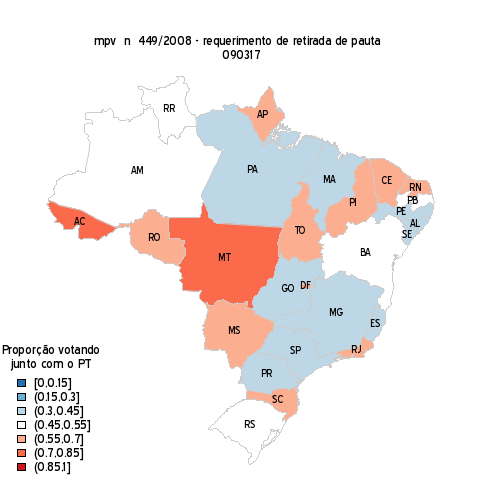 mpv n 449/2008 - requerimento de retirada de pauta
090317
RR
AP
AM
PA
MA
CE
RN
PB
PI
PE
AL
SE
AC
RO
TO
MT
BA
GO
DF
MG
ES
MS
SP
RJ
PR
SC
RS
Proporção votando
junto com o PT
[0,0.15]
(0.15,0.3]
(0.3,0.45]
(0.45,0.55]
(0.55,0.7]
(0.7,0.85]
(0.85,1]